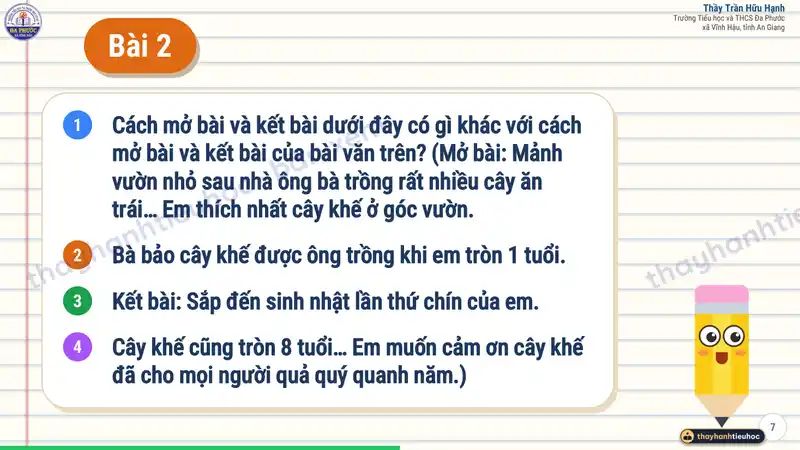 ĐA PHƯỚC
Thầy Trần Hữu Hạnh
Trường Tiểu học và THCS Đa Phước
xã Vĩnh Hậu, tỉnh An Giang
Bài 2
1 Cách mở bài và kết bài dưới đây có gì khác với cách
mở bài và kết bài của bài văn trên? (Mở bài: Mảnh
vườn nhỏ sau nhà ông bà trồng rất nhiều cây ăn
trái... Em thích nhất cây khế ở góc vườn.
2 Bà bảo cây khế được ông trồng khi em tròn 1 tuổi.
3 Kết bài: Sắp đến sinh nhật lần thứ chín của em.
4 Cây khế cũng tròn 8 tuổi... Em muốn cảm ơn cây khế
đã cho mọi người quả quý quanh năm.)
thayhanhtieuhoc
7